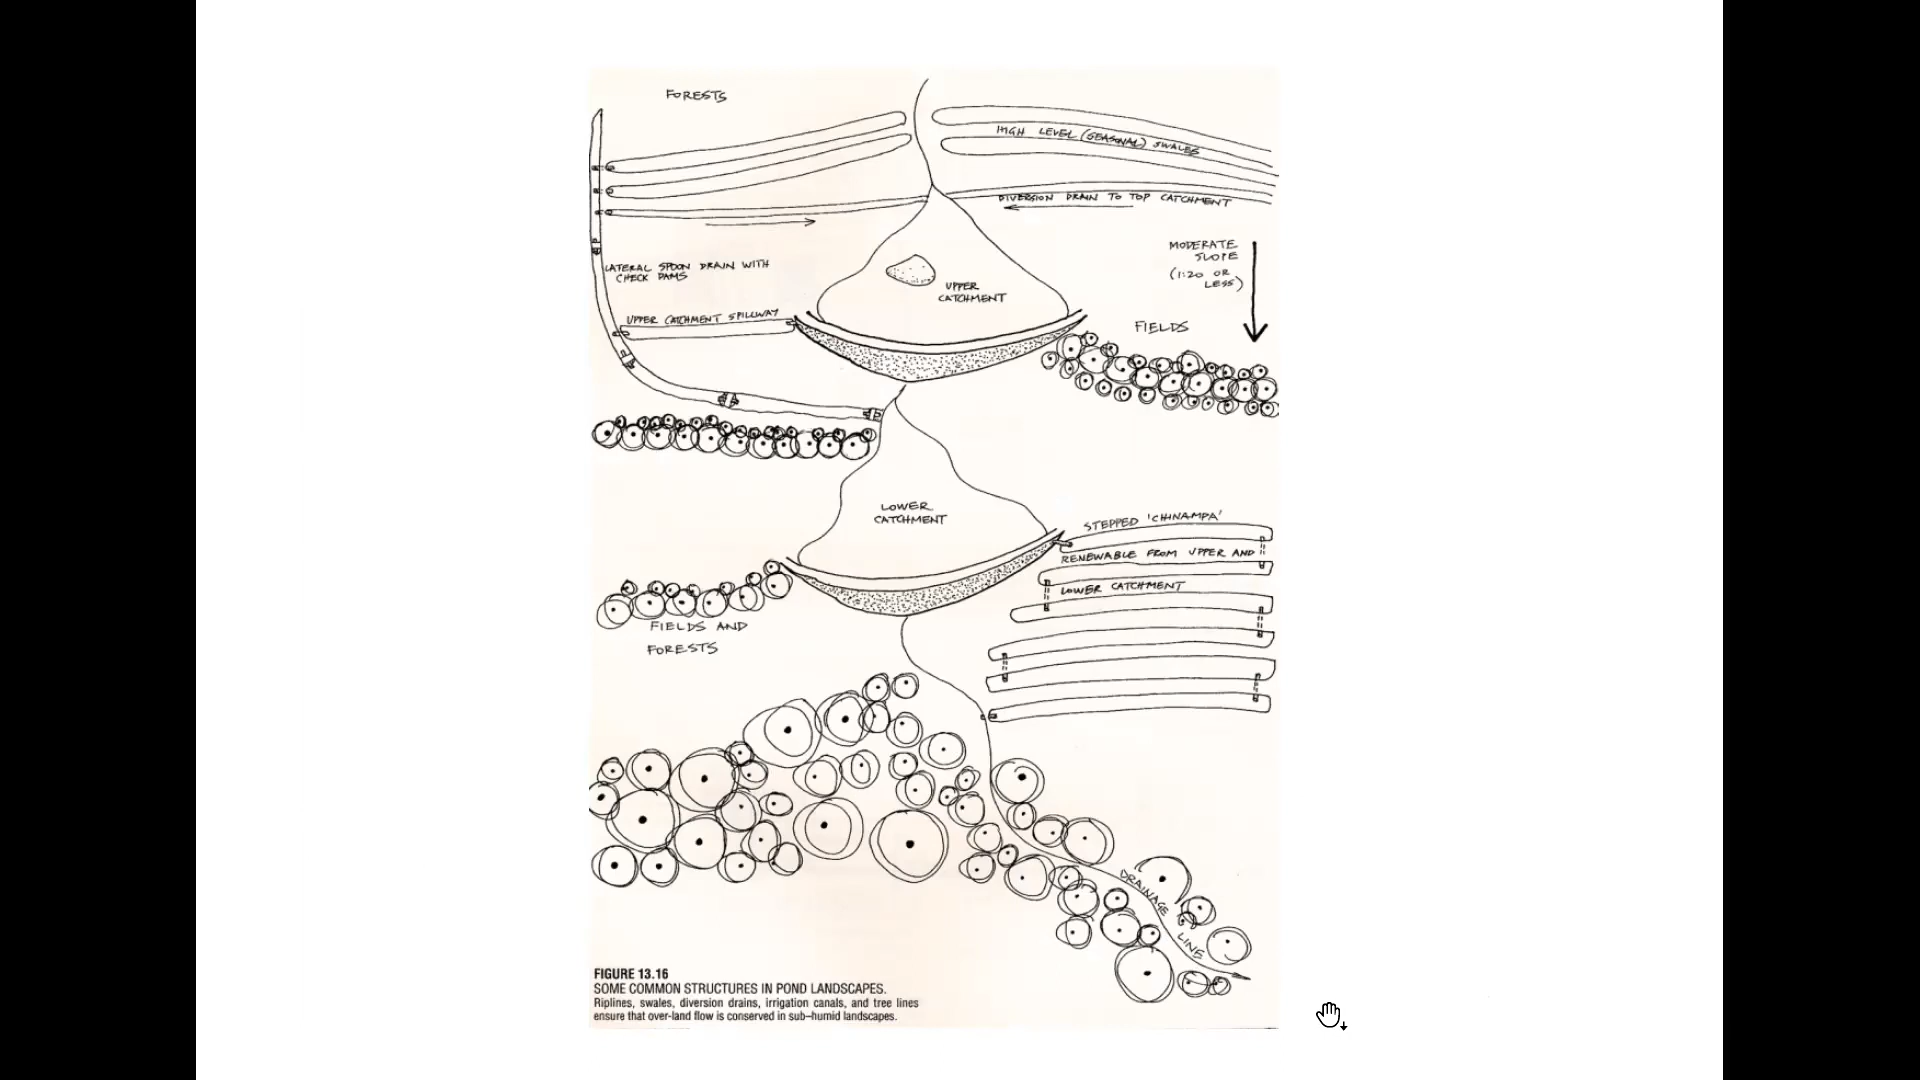 FORESTS
HIGH LEVEL (SEASONAL) SWALES
DIVERSION DRAIN TO TOP CATCHMENT
MODERATE
SLOPE
(1:20 OR
LESS)
LATERAL SPOON DRAIN WITH
CHECK DAMS
UPPER
CATCHMENT
UPPER CATCHMENT SPILLWAY
FIELDS
LOWER
CATCHMENT
STEPPED 'CHINAMPA'
RENEWABLE FROM UPPER AND
LOWER CATCHMENT
FIELDS AND
FORESTS
DRAINAGE
LINE
FIGURE 13.16
SOME COMMON STRUCTURES IN POND LANDSCAPES.
Riplines, swales, diversion drains, irrigation canals, and tree lines
ensure that over-land flow is conserved in sub–humid landscapes.